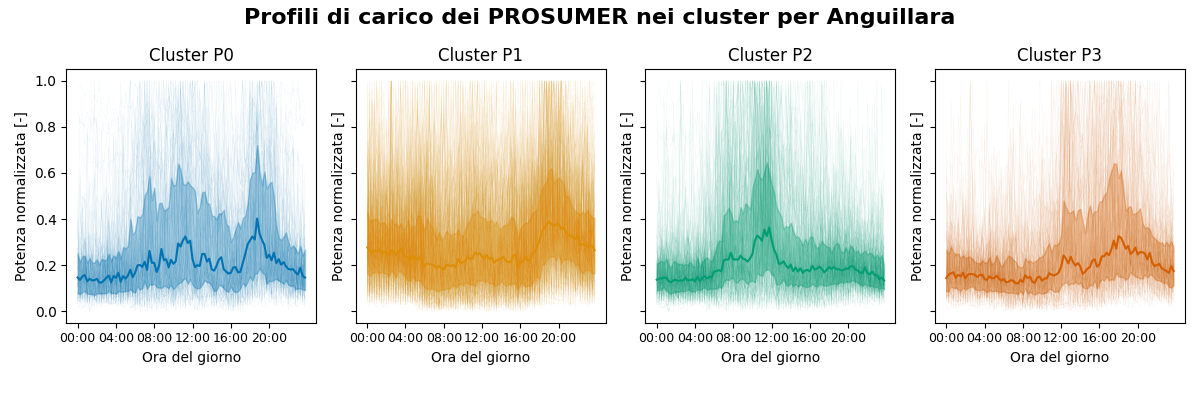 Profili di carico dei PROSUMER nei cluster per Anguillara
Cluster P0
Cluster P1
Cluster P2
Cluster P3
Potenza normalizzata [-]
1.0
0.8
0.6
0.4
0.2
0.0
00:00 04:00 08:00 12:00 16:00 20:00
Ora del giorno
Potenza normalizzata [-]
00:00 04:00 08:00 12:00 16:00 20:00
Ora del giorno
Potenza normalizzata [-]
00:00 04:00 08:00 12:00 16:00 20:00
Ora del giorno
Potenza normalizzata [-]
00:00 04:00 08:00 12:00 16:00 20:00
Ora del giorno